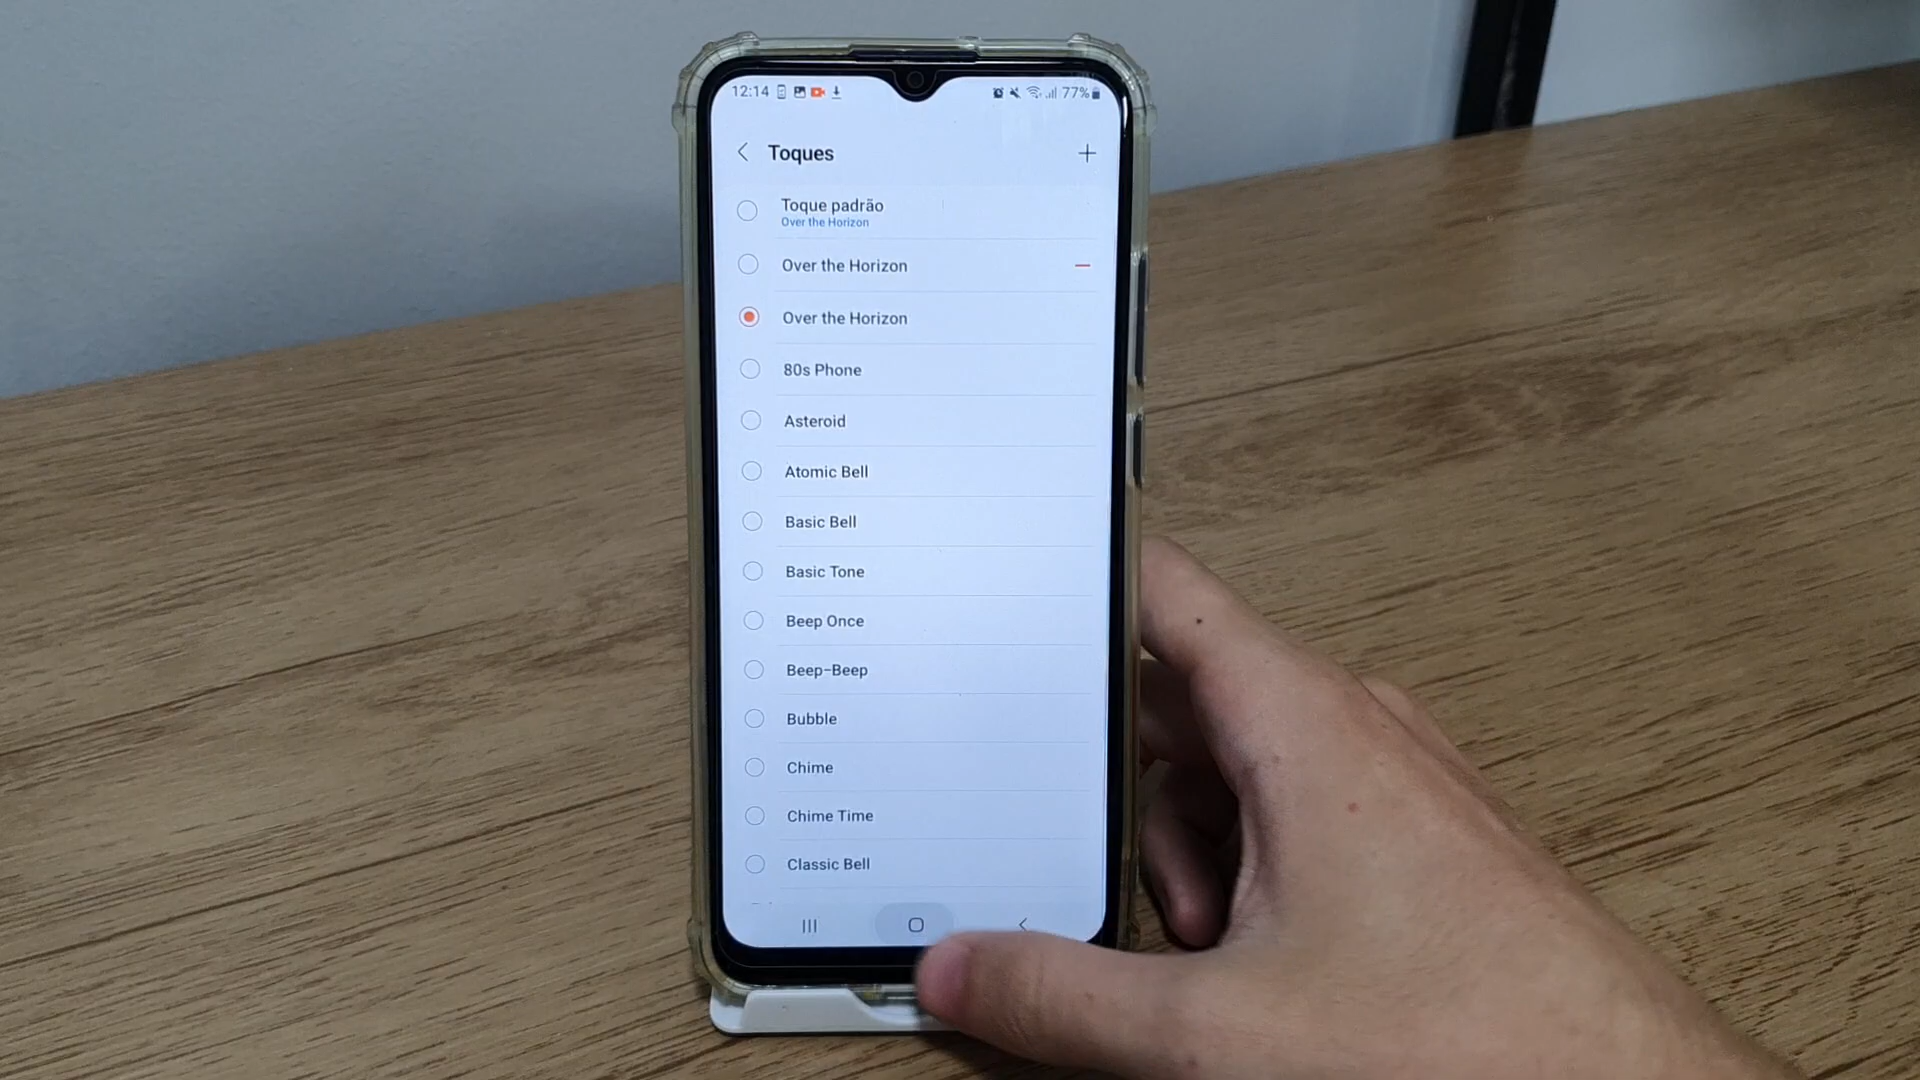 12:14
77%
Toques
Toque padrão
Over the Horizon
Over the Horizon
Over the Horizon
80s Phone
Asteroid
Atomic Bell
Basic Bell
Basic Tone
Beep Once
Beep-Beep
Bubble
Chime
Chime Time
Classic Bell